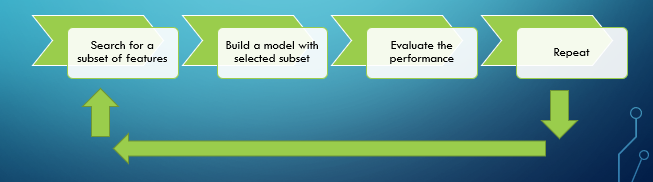 Search for a
subset of features
Build a model with
selected subset
Evaluate the
performance
Repeat